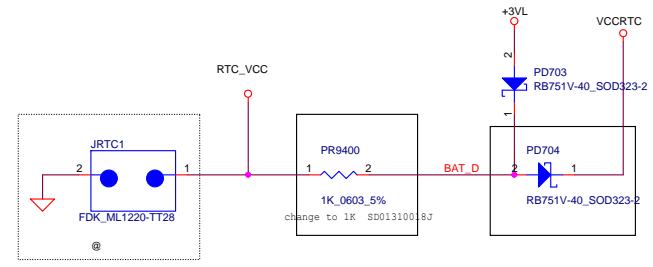 +3VL
VCCRTC
2
PD703
RB751V-40_SOD323-2
1
RTC_VCC
JRTC1
2
1
FDK_ML1220-TT28
@
PR9400
1
2
1K_0603_5%
change to 1K SD01310018J
BAT_D
PD704
2
1
RB751V-40_SOD323-2